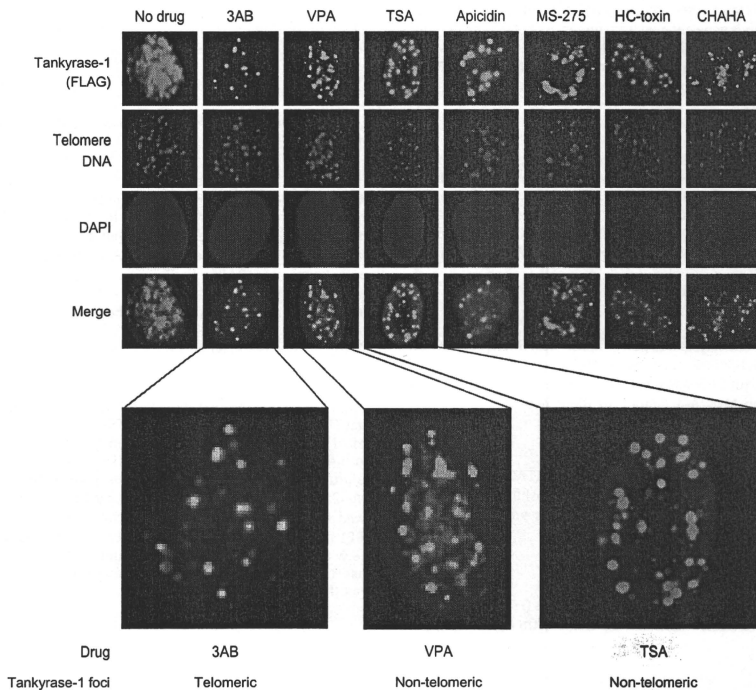 No drug 3AB VPA TSA Apicidin MS-275 HC-toxin CHAHA
Tankyrase-1
(FLAG)
Telomere
DNA
DAPI
Merge
Drug 3AB VPA TSA
Tankyrase-1 foci Telomeric Non-telomeric Non-telomeric